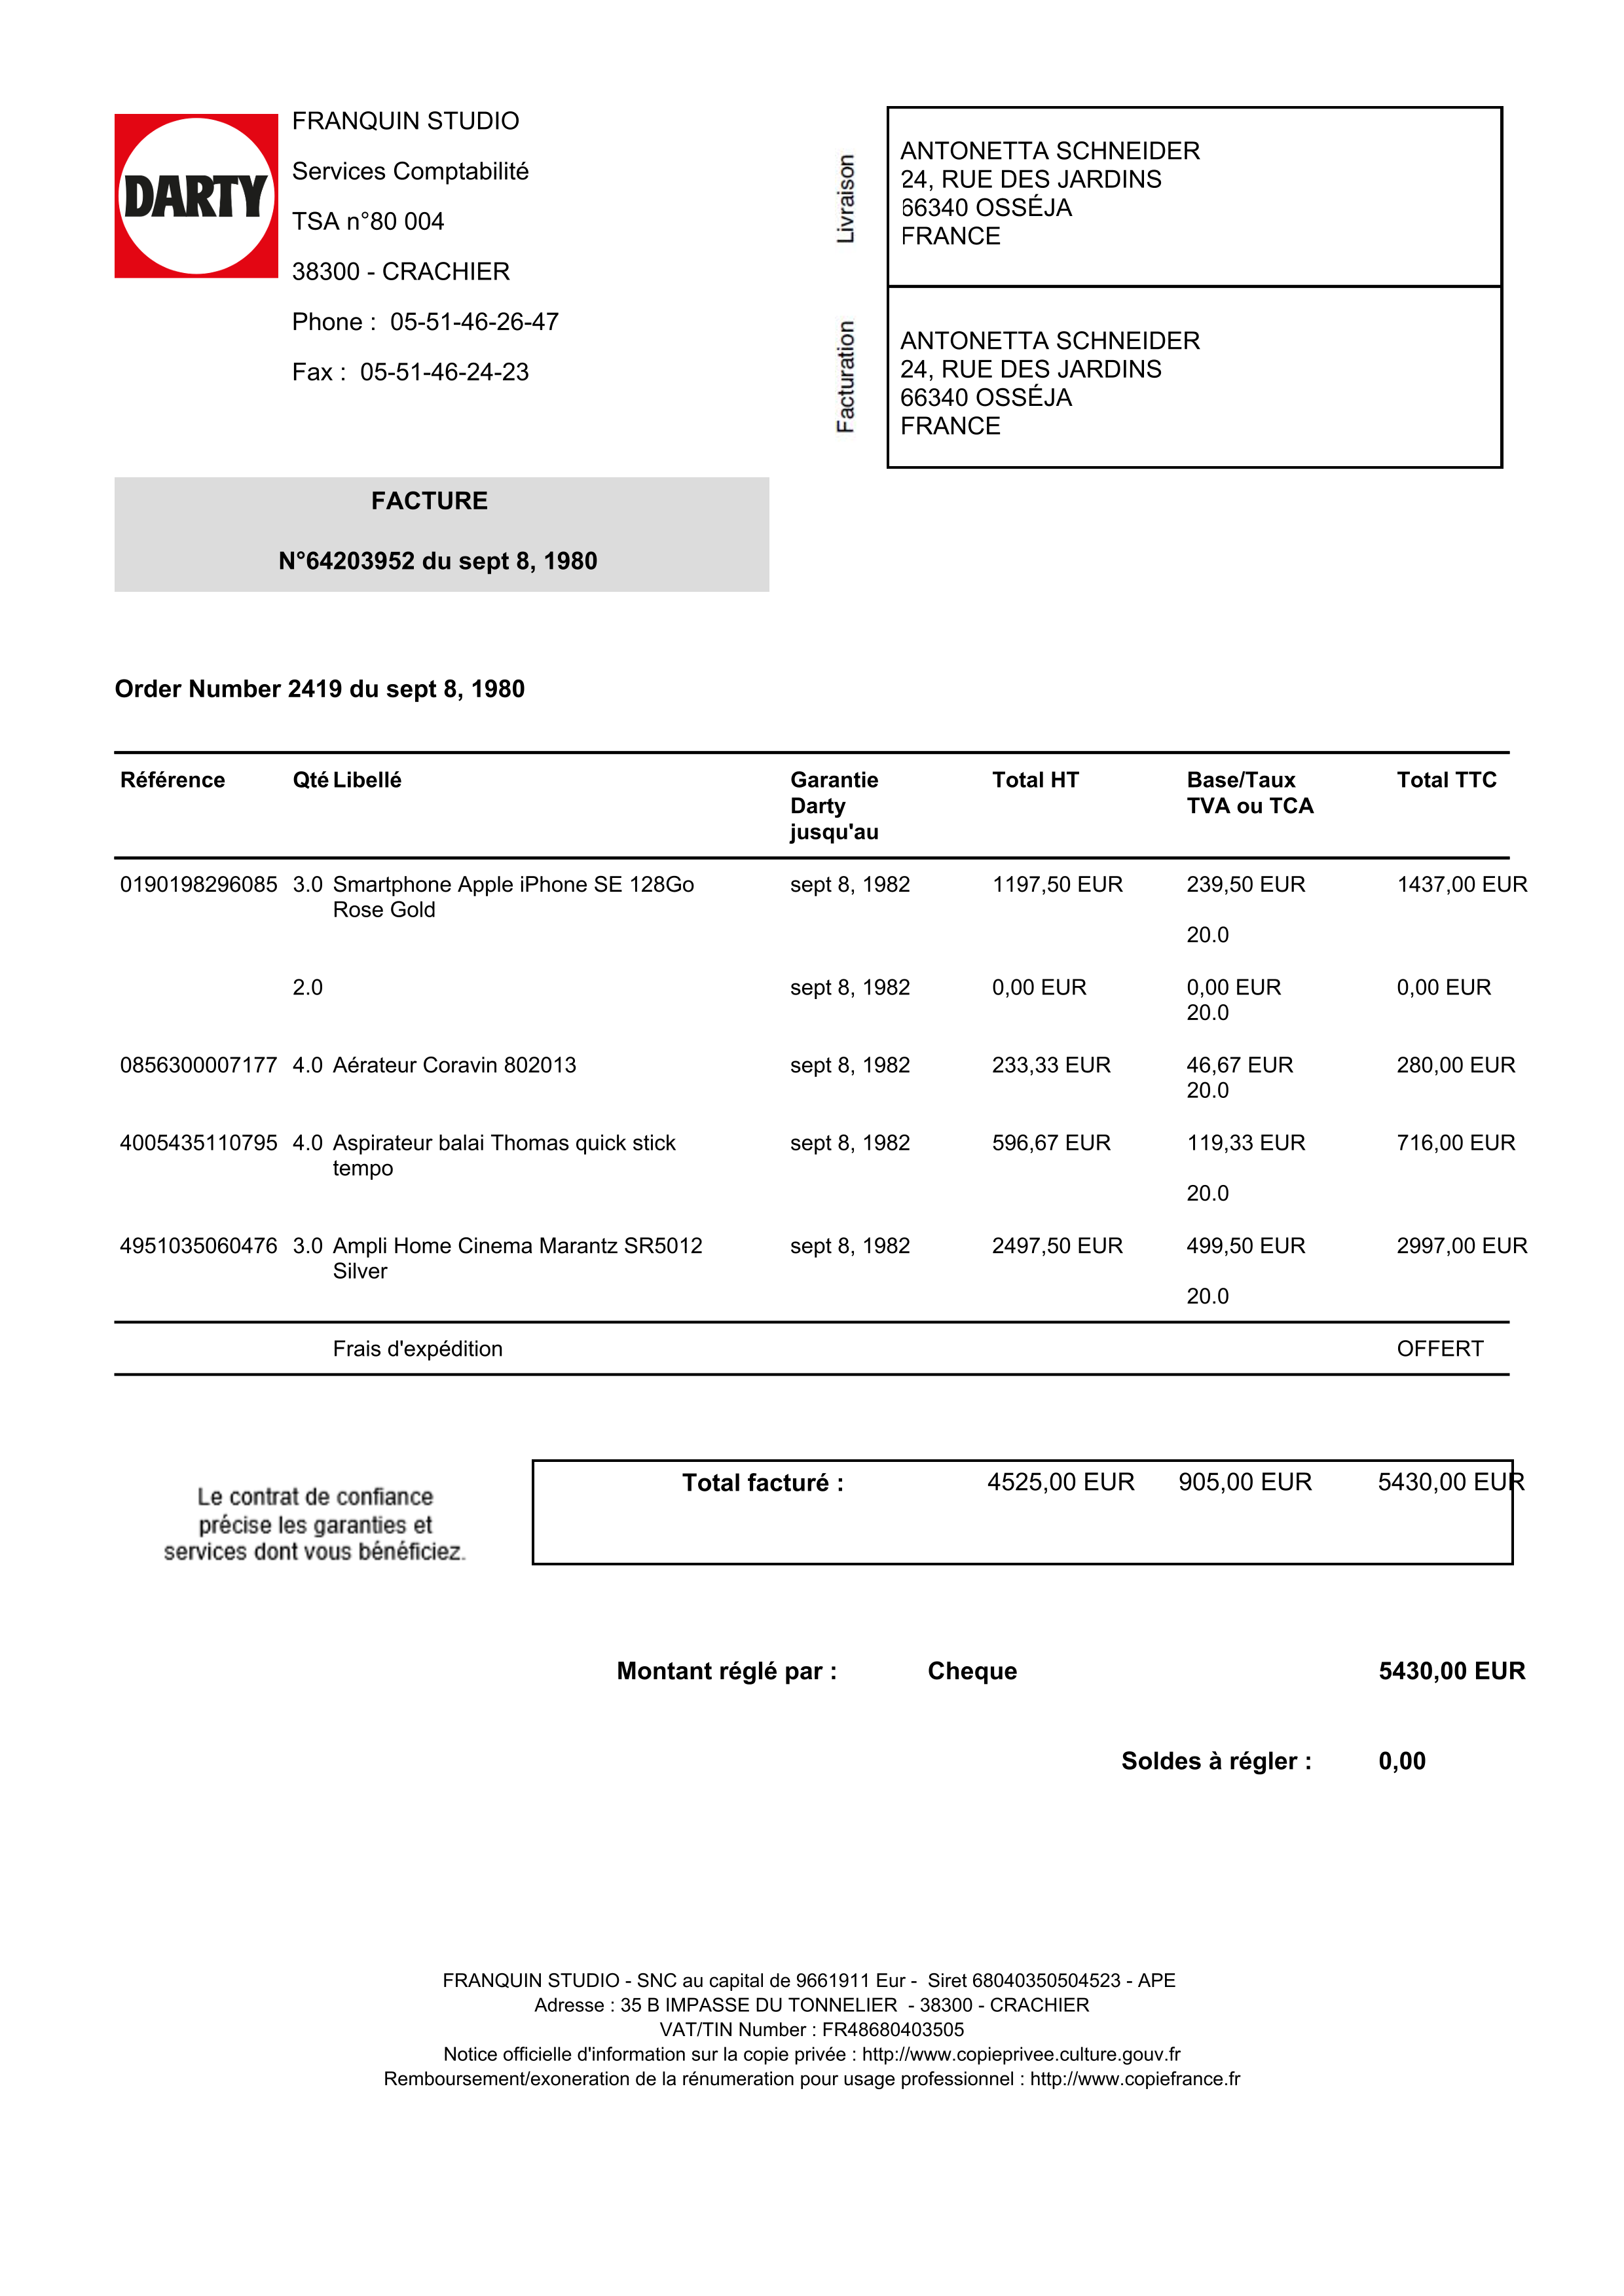 DARTY
FRANQUIN STUDIO
Services Comptabilité
TSA n°80 004
38300 - CRACHIER
Phone : 05-51-46-26-47
Fax : 05-51-46-24-23
Livraison
ANTONETTA SCHNEIDER
24, RUE DES JARDINS
66340 OSSÉJA
FRANCE
Facturation
ANTONETTA SCHNEIDER
24, RUE DES JARDINS
66340 OSSÉJA
FRANCE
FACTURE
N°64203952 du sept 8, 1980
Order Number 2419 du sept 8, 1980
Référence Qté Libellé Garantie Total HT Base/Taux Total TTC
Darty TVA ou TCA
jusqu'au
0190198296085 3.0 Smartphone Apple iPhone SE 128Go sept 8, 1982 1197,50 EUR 239,50 EUR 1437,00 EUR
Rose Gold
20.0
2.0 sept 8, 1982 0,00 EUR 0,00 EUR 0,00 EUR
20.0
0856300007177 4.0 Aérateur Coravin 802013 sept 8, 1982 233,33 EUR 46,67 EUR 280,00 EUR
20.0
4005435110795 4.0 Aspirateur balai Thomas quick stick sept 8, 1982 596,67 EUR 119,33 EUR 716,00 EUR
tempo
20.0
4951035060476 3.0 Ampli Home Cinema Marantz SR5012 sept 8, 1982 2497,50 EUR 499,50 EUR 2997,00 EUR
Silver
20.0
Frais d'expédition OFFERT
Le contrat de confiance
précise les garanties et
services dont vous bénéficiez.
Total facturé : 4525,00 EUR 905,00 EUR 5430,00 EUR
Montant réglé par : Cheque 5430,00 EUR
Soldes à régler : 0,00
FRANQUIN STUDIO - SNC au capital de 9661911 Eur - Siret 68040350504523 - APE
Adresse : 35 B IMPASSE DU TONNELIER - 38300 - CRACHIER
VAT/TIN Number : FR48680403505
Notice officielle d'information sur la copie privée : http://www.copieprivee.culture.gouv.fr
Remboursement/exoneration de la rénumeration pour usage professionnel : http://www.copiefrance.fr